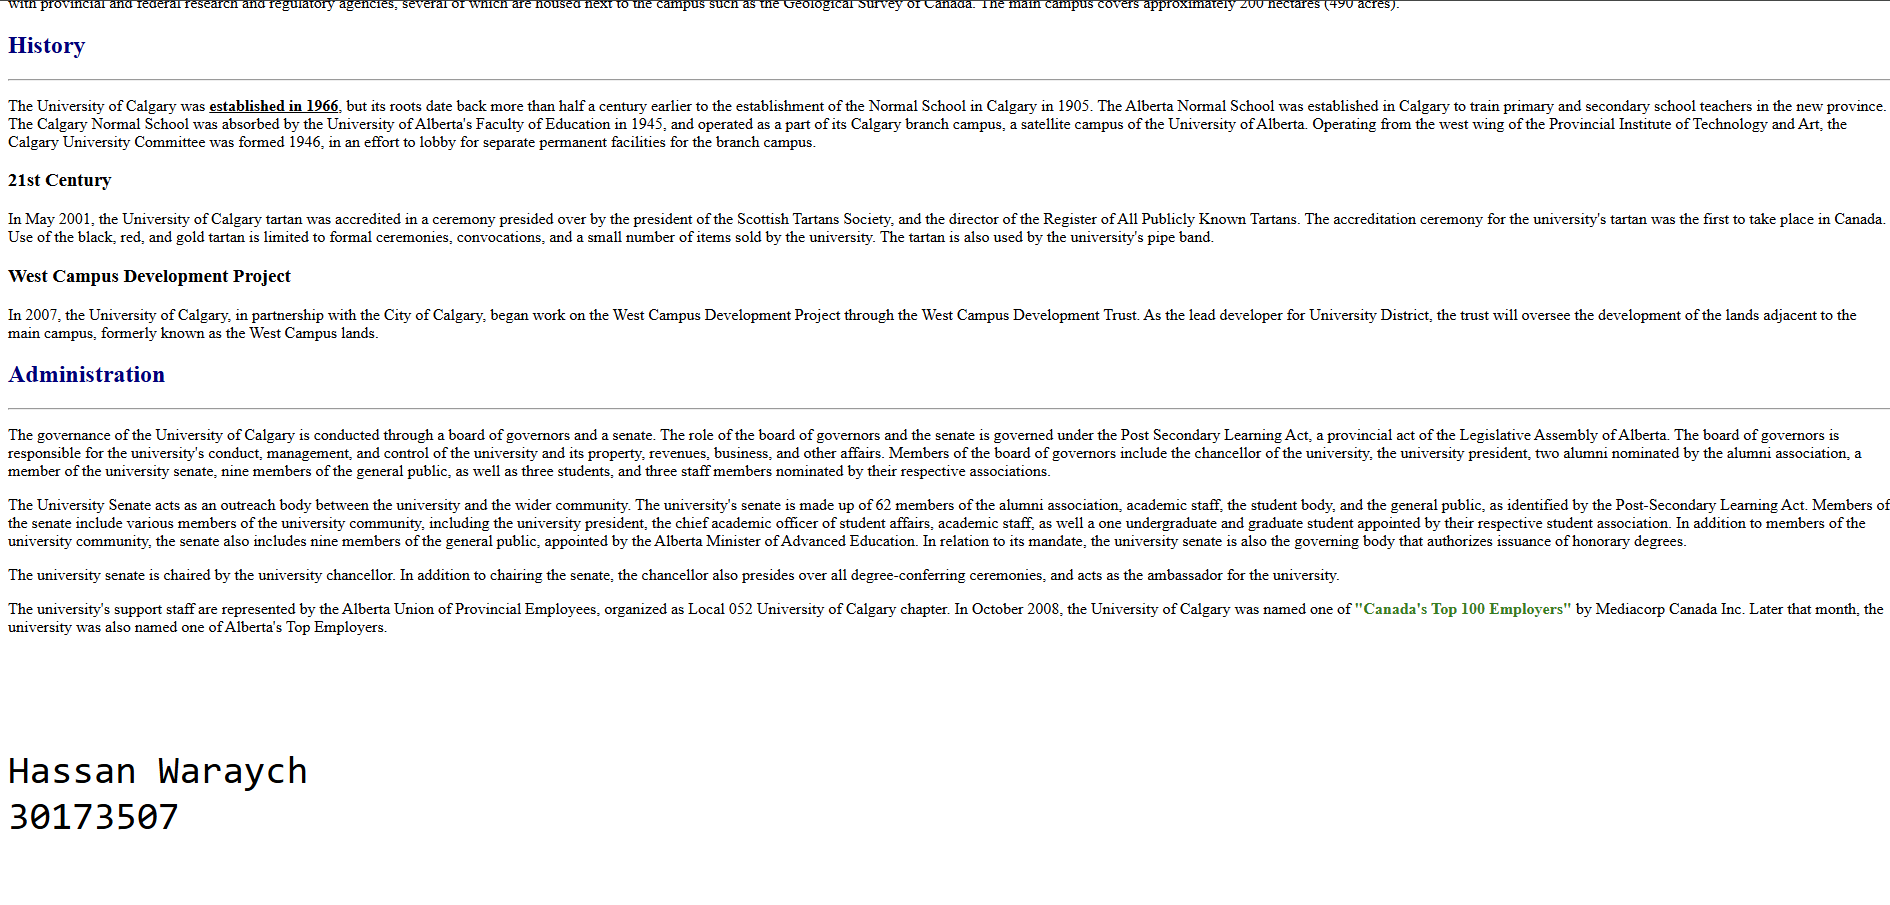 with provincial and federal research and regulatory agencies, several of which are housed next to the campus such as the Geological Survey of Canada. The main campus covers approximately 200 hectares (490 acres).
History
The University of Calgary was established in 1966, but its roots date back more than half a century earlier to the establishment of the Normal School in Calgary in 1905. The Alberta Normal School was established in Calgary to train primary and secondary school teachers in the new province.
The Calgary Normal School was absorbed by the University of Alberta's Faculty of Education in 1945, and operated as a part of its Calgary branch campus, a satellite campus of the University of Alberta. Operating from the west wing of the Provincial Institute of Technology and Art, the
Calgary University Committee was formed 1946, in an effort to lobby for separate permanent facilities for the branch campus.
21st Century
In May 2001, the University of Calgary tartan was accredited in a ceremony presided over by the president of the Scottish Tartans Society, and the director of the Register of All Publicly Known Tartans. The accreditation ceremony for the university's tartan was the first to take place in Canada.
Use of the black, red, and gold tartan is limited to formal ceremonies, convocations, and a small number of items sold by the university. The tartan is also used by the university's pipe band.
West Campus Development Project
In 2007, the University of Calgary, in partnership with the City of Calgary, began work on the West Campus Development Project through the West Campus Development Trust. As the lead developer for University District, the trust will oversee the development of the lands adjacent to the
main campus, formerly known as the West Campus lands.
Administration
The governance of the University of Calgary is conducted through a board of governors and a senate. The role of the board of governors and the senate is governed under the Post Secondary Learning Act, a provincial act of the Legislative Assembly of Alberta. The board of governors is
responsible for the university's conduct, management, and control of the university and its property, revenues, business, and other affairs. Members of the board of governors include the chancellor of the university, the university president, two alumni nominated by the alumni association, a
member of the university senate, nine members of the general public, as well as three students, and three staff members nominated by their respective associations.
The University Senate acts as an outreach body between the university and the wider community. The university's senate is made up of 62 members of the alumni association, academic staff, the student body, and the general public, as identified by the Post-Secondary Learning Act. Members of
the senate include various members of the university community, including the university president, the chief academic officer of student affairs, academic staff, as well a one undergraduate and graduate student appointed by their respective student association. In addition to members of the
university community, the senate also includes nine members of the general public, appointed by the Alberta Minister of Advanced Education. In relation to its mandate, the university senate is also the governing body that authorizes issuance of honorary degrees.
The university senate is chaired by the university chancellor. In addition to chairing the senate, the chancellor also presides over all degree-conferring ceremonies, and acts as the ambassador for the university.
The university's support staff are represented by the Alberta Union of Provincial Employees, organized as Local 052 University of Calgary chapter. In October 2008, the University of Calgary was named one of "Canada's Top 100 Employers" by Mediacorp Canada Inc. Later that month, the
university was also named one of Alberta's Top Employers.
Hassan Waraych
30173507